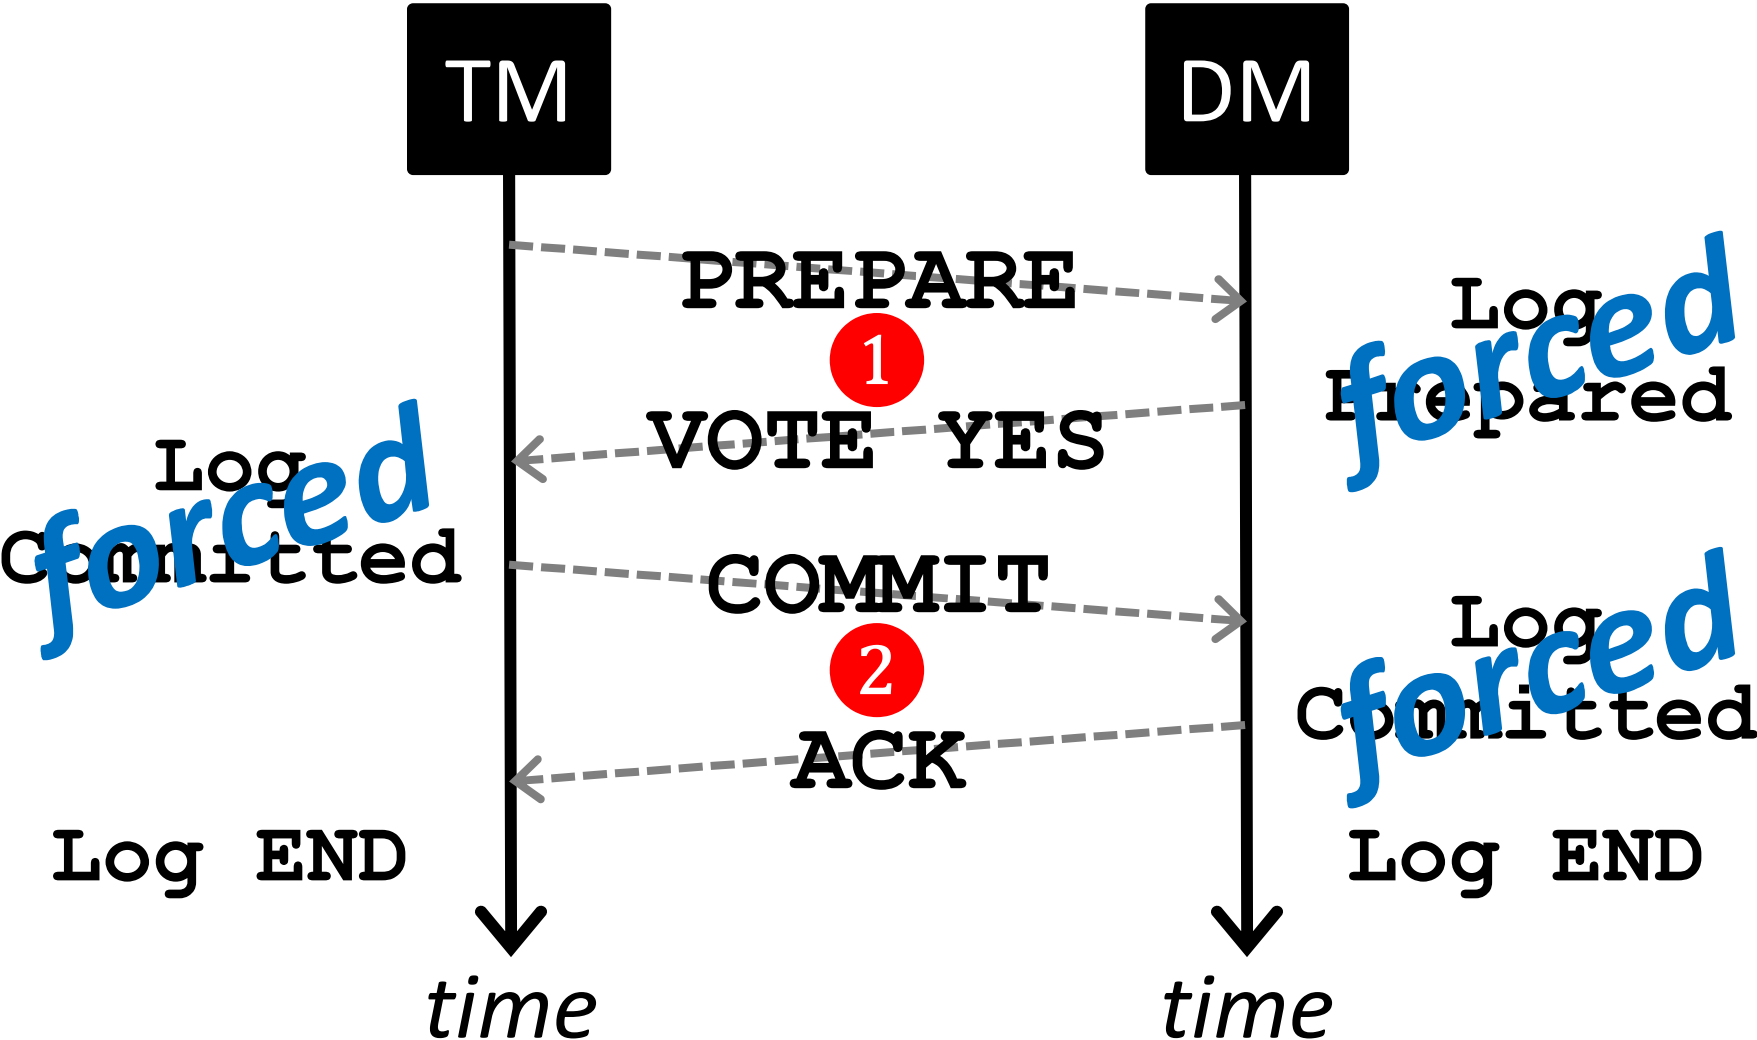 TM
DM
PREPARE
Log
Prepared
forced
1
VOTE YES
Log
Committed
forced
COMMIT
Log
Committed
forced
2
ACK
Log END
Log END
time
time